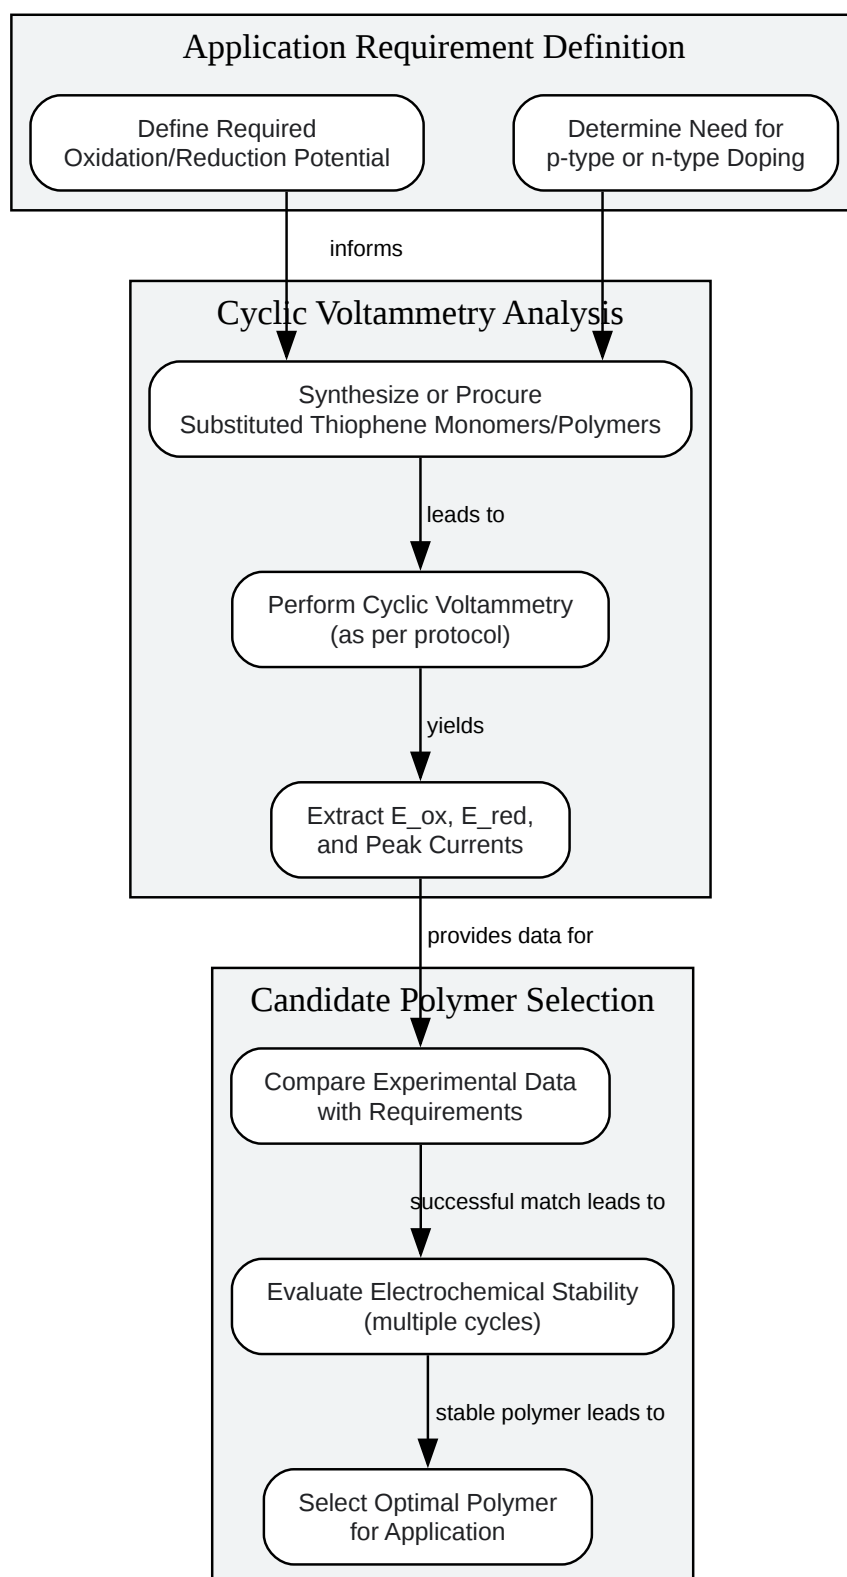 Application Requirement Definition
Define Required
Oxidation/Reduction Potential
Determine Need for
p-type or n-type Doping
informs
Cyclic Voltammetry Analysis
Synthesize or Procure
Substituted Thiophene Monomers/Polymers
leads to
Perform Cyclic Voltammetry
(as per protocol)
yields
Extract E_ox, E_red,
and Peak Currents
provides data for
Candidate Polymer Selection
Compare Experimental Data
with Requirements
successful match leads to
Evaluate Electrochemical Stability
(multiple cycles)
stable polymer leads to
Select Optimal Polymer
for Application